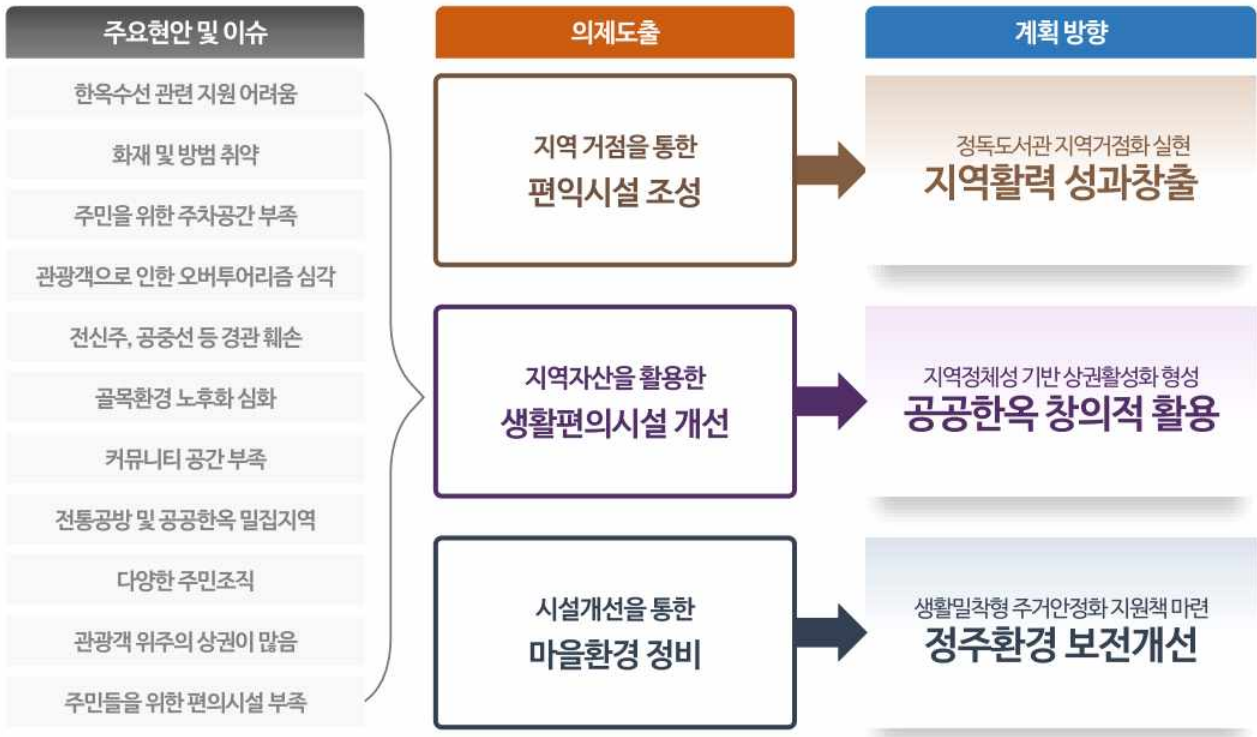 주요현안 및 이슈
한옥수선 관련 지원 어려움
화재 및 방범 취약
주민을 위한 주차공간 부족
관광객으로 인한 오버투어리즘 심각
전신주, 공중선 등 경관 훼손
골목환경 노후화 심화
커뮤니티 공간 부족
전통공방 및 공공한옥 밀집지역
다양한 주민조직
관광객 위주의 상권이 많음
주민들을 위한 편의시설 부족
의제도출
지역 거점을 통한
편익시설 조성
지역자산을 활용한
생활편의시설 개선
시설개선을 통한
마을환경 정비
계획 방향
정독도서관 지역거점화 실현
지역활력 성과창출
지역정체성 기반 상권활성화 형성
공공한옥 창의적 활용
생활밀착형 주거안정화 지원책 마련
정주환경 보전개선